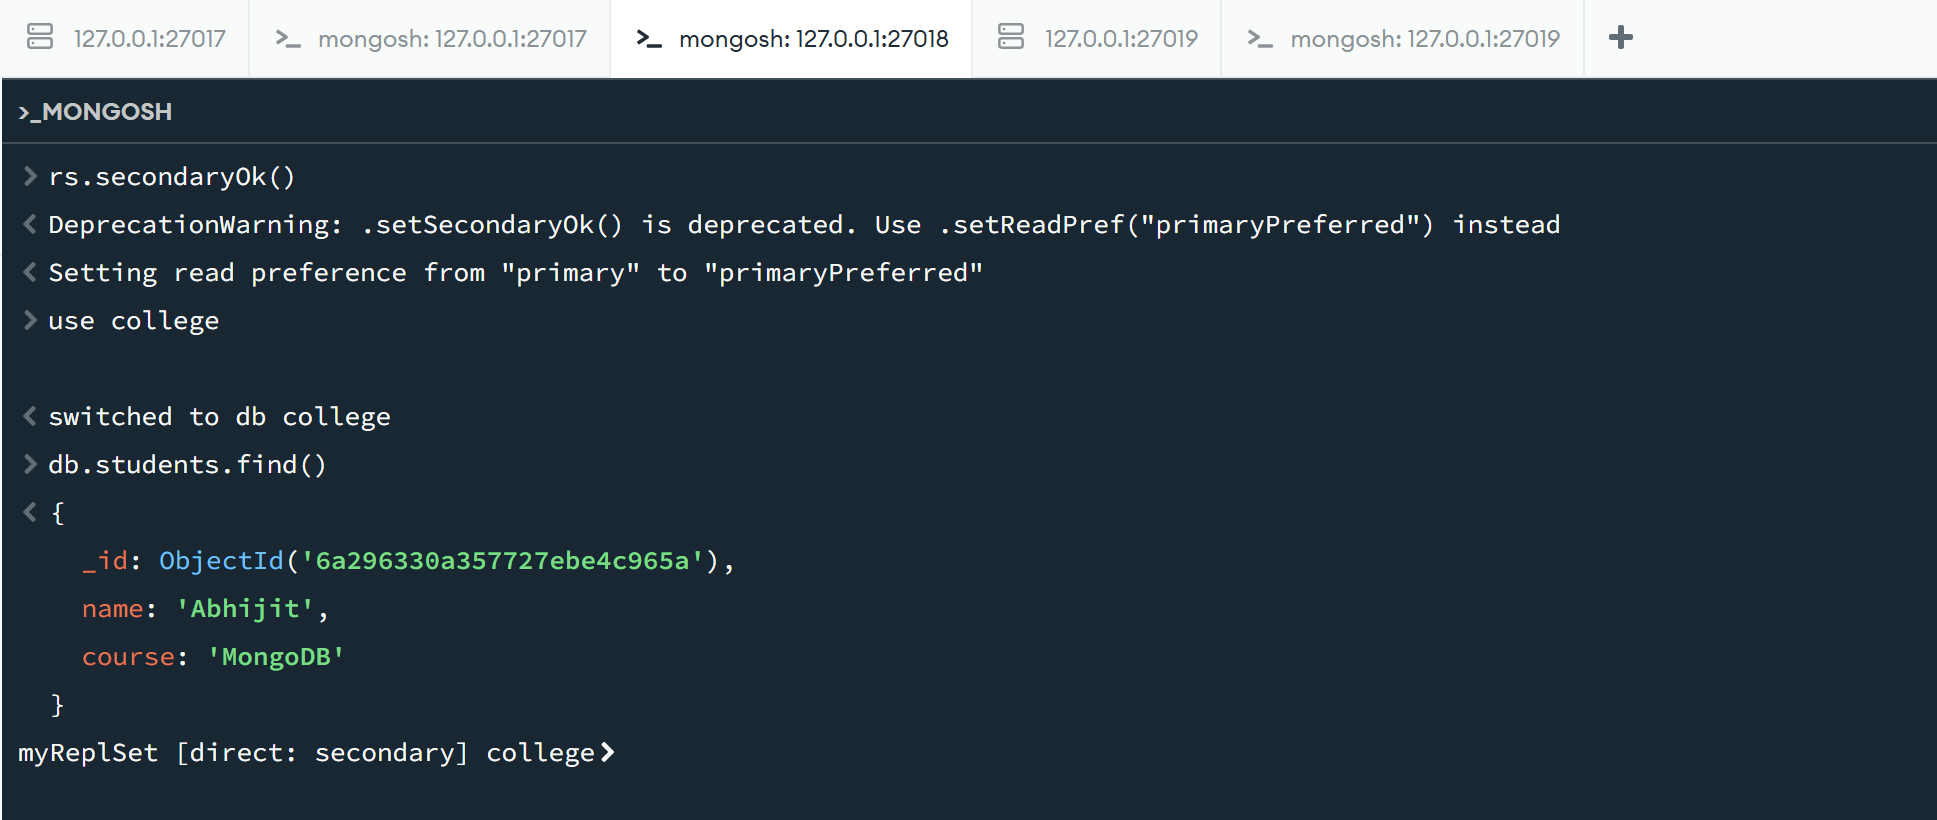 127.0.0.1:27017 >_ mongosh: 127.0.0.1:27017 >_ mongosh: 127.0.0.1:27018 127.0.0.1:27019 >_ mongosh: 127.0.0.1:27019 +
>_MONGOSH
> rs.secondaryOk()
< DeprecationWarning: .setSecondaryOk() is deprecated. Use .setReadPref("primaryPreferred") instead
< Setting read preference from "primary" to "primaryPreferred"
> use college
< switched to db college
> db.students.find()
< {
_id: ObjectId('6a296330a357727ebe4c965a'),
name: 'Abhijit',
course: 'MongoDB'
}
myReplSet [direct: secondary] college>